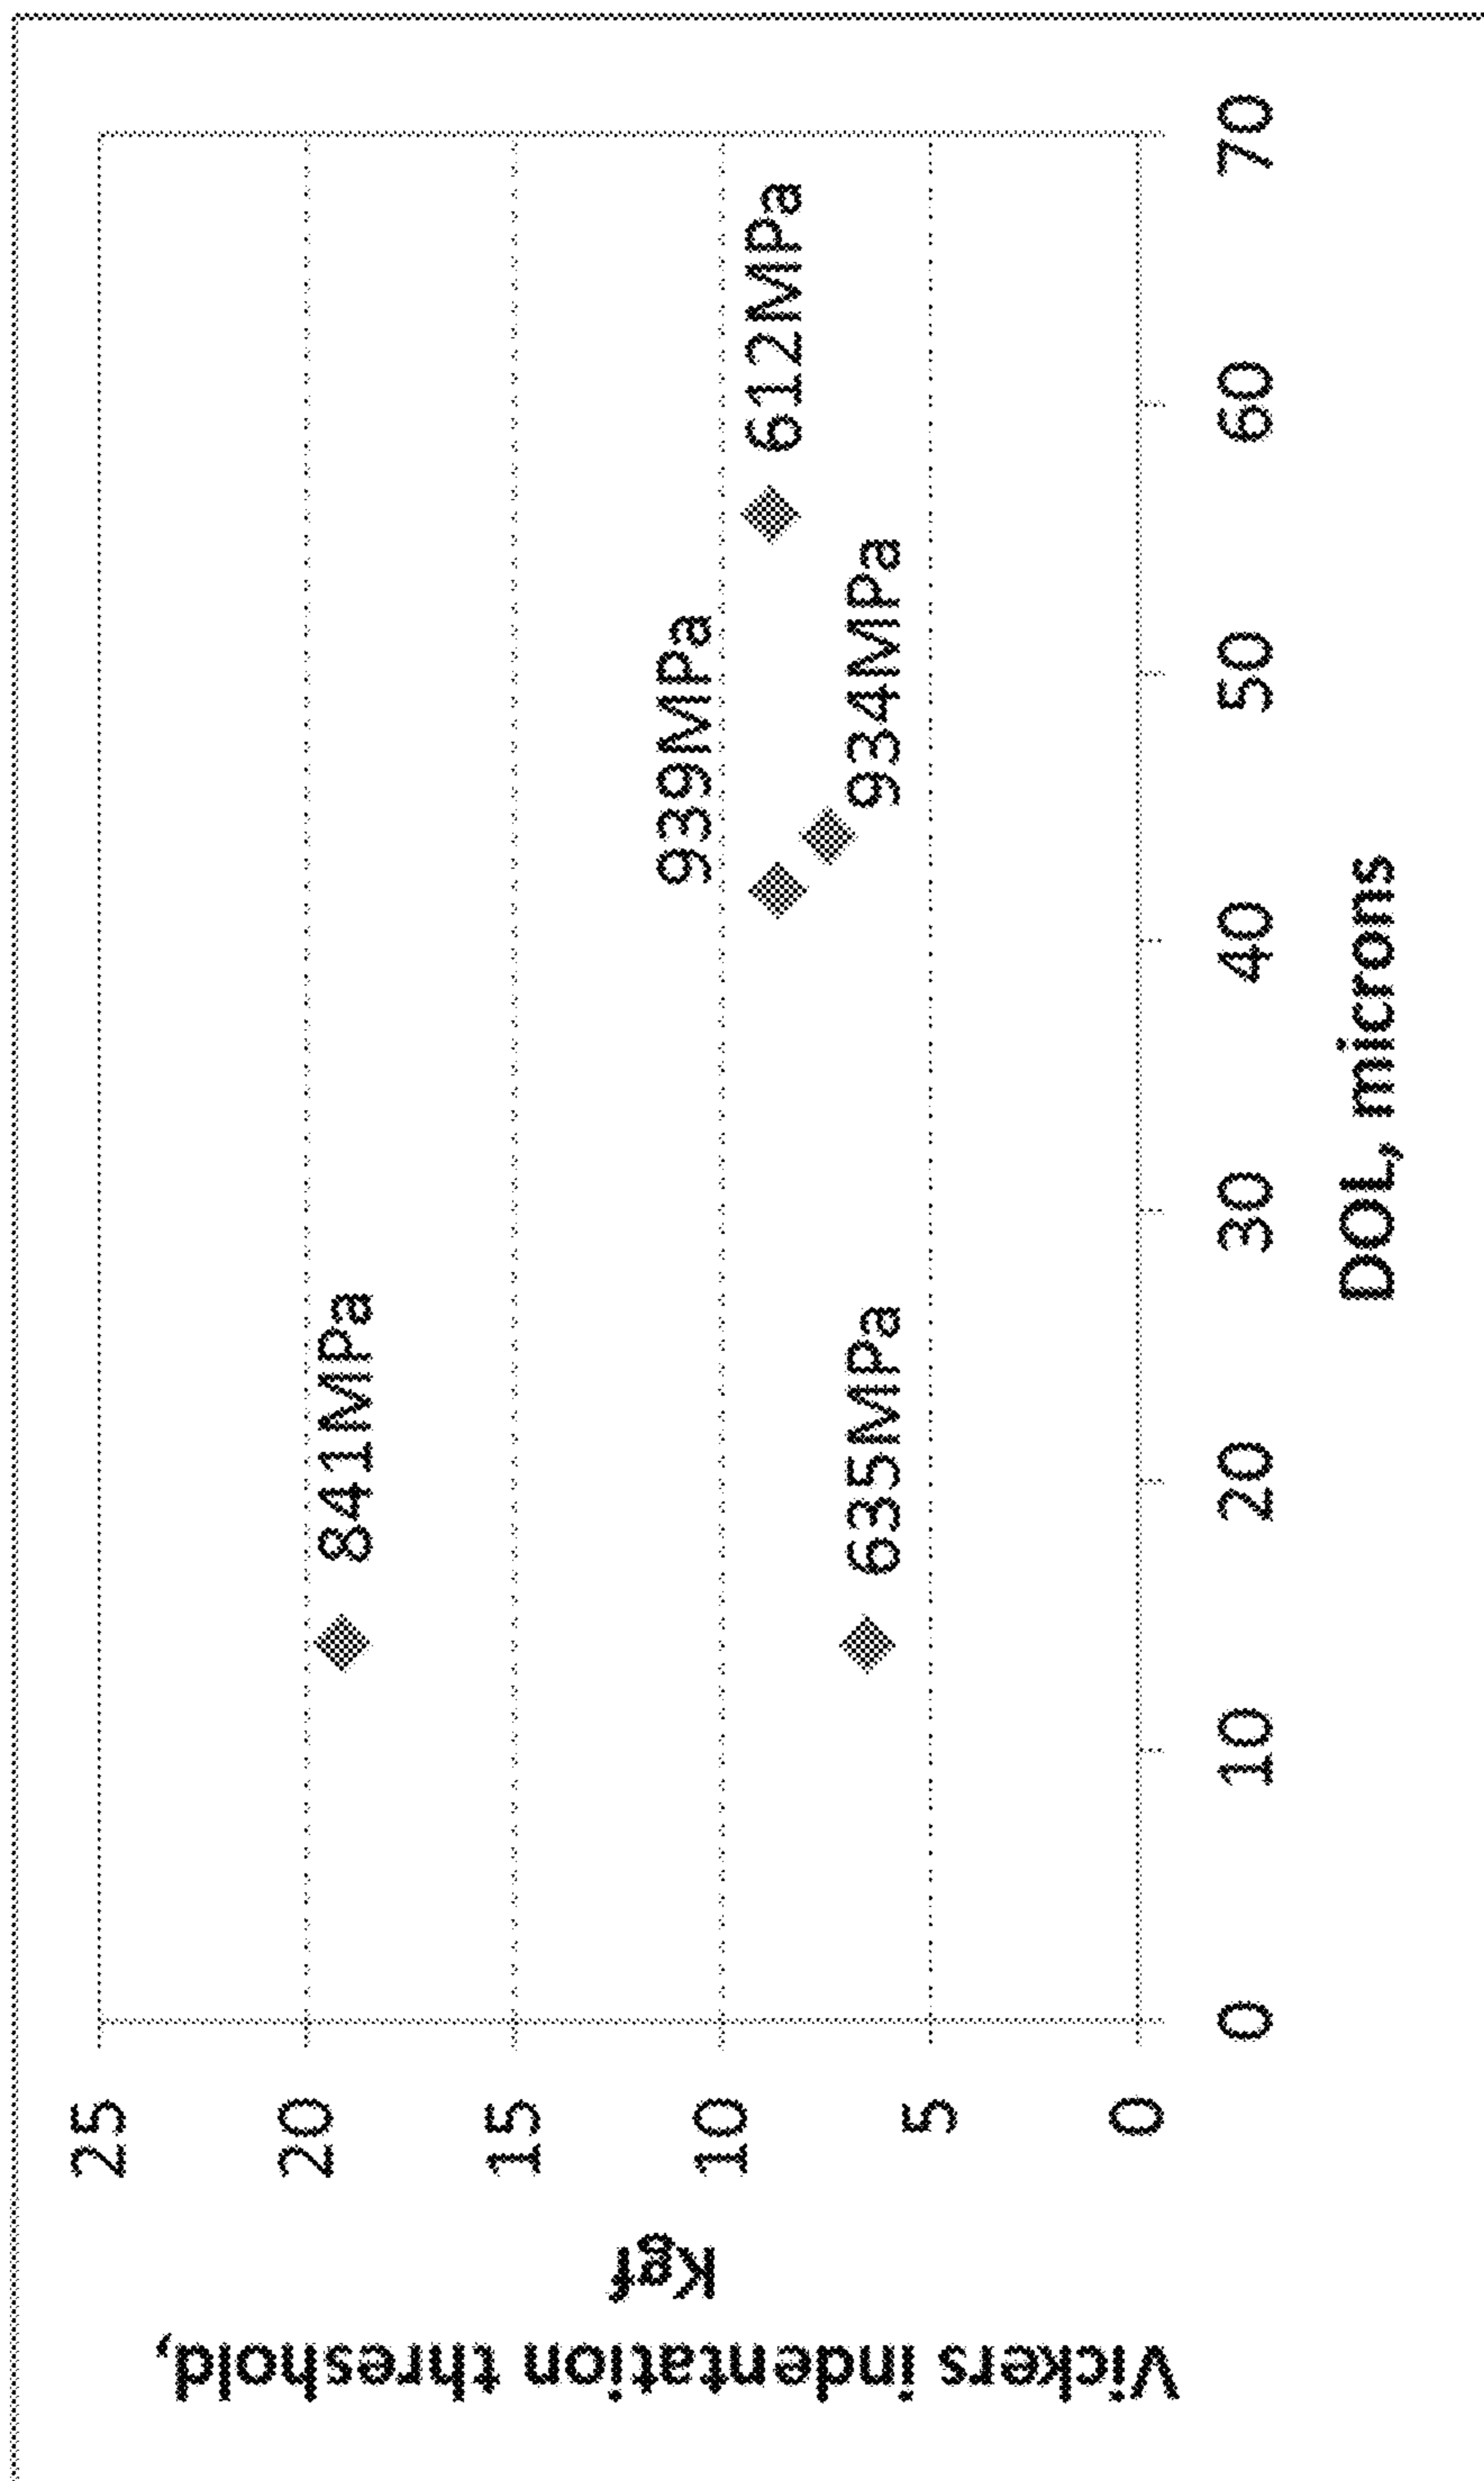 Vickers indentation threshold,
Kgf
25
20
15
10
5
0
841MPa
635MPa
939MPa
934MPa
612MPa
0
10
20
30
40
50
60
70
DOL, microns